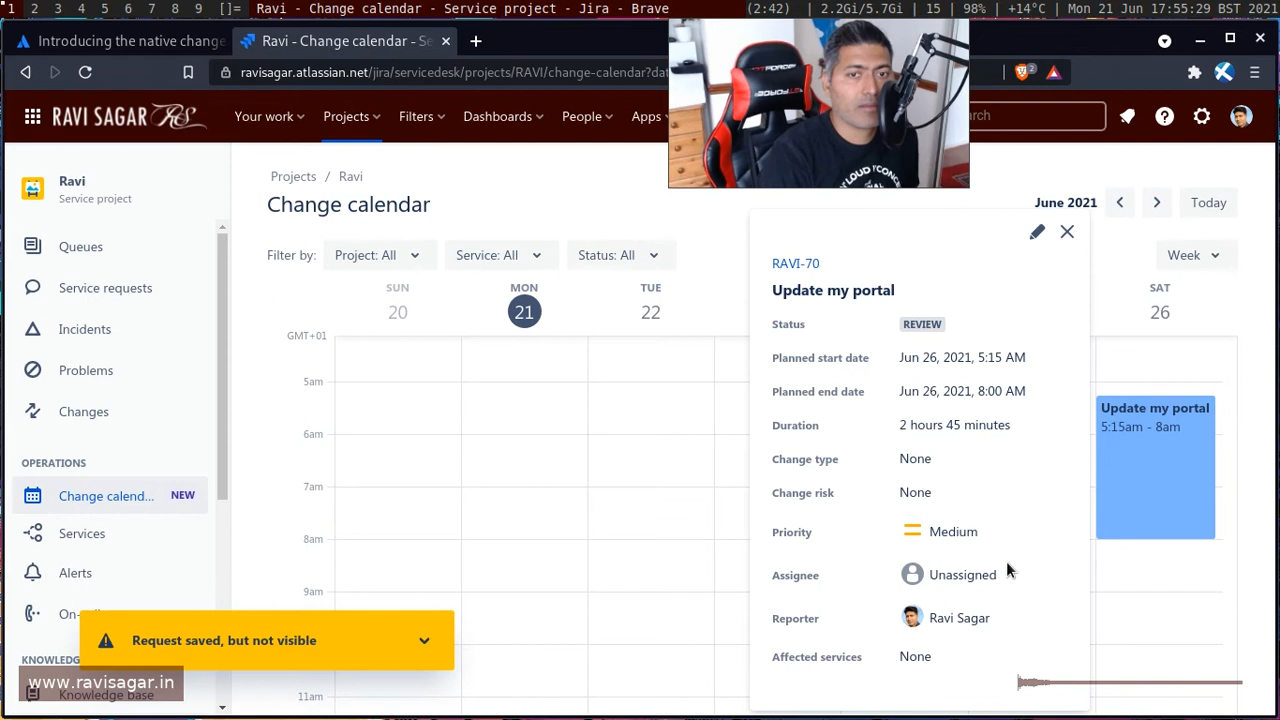 1 2 3 4 5 6 7 8 9 []= Ravi - Change calendar - Service project - Jira - Brave (2:42) | 2.2Gi/5.7Gi | 15 | 98% | +14°C | Mon 21 Jun 17:55:29 BST 2021
Introducing the native change
Ravi - Change calendar - Se
ravisagar.atlassian.net/jira/servicedesk/projects/RAVI/change-calendar?dat
2
RAVI SAGAR RS
Your work Projects Filters Dashboards People Apps
earch
Ravi
Service project
Queues
Service requests
Incidents
Problems
Changes
OPERATIONS
Change calend... NEW
Services
Alerts
On-
KNOWLEDG
Knowledge base
Projects / Ravi
Change calendar
June 2021 Today
Filter by: Project: All Service: All Status: All Week
SUN MON TUE SAT
20 21 22 26
GMT+01
5am
6am
7am
8am
9am
11am
Update my portal
5:15am - 8am
RAVI-70
Update my portal
Status REVIEW
Planned start date Jun 26, 2021, 5:15 AM
Planned end date Jun 26, 2021, 8:00 AM
Duration 2 hours 45 minutes
Change type None
Change risk None
Priority Medium
Assignee Unassigned
Reporter Ravi Sagar
Affected services None
Request saved, but not visible
www.ravisagar.in